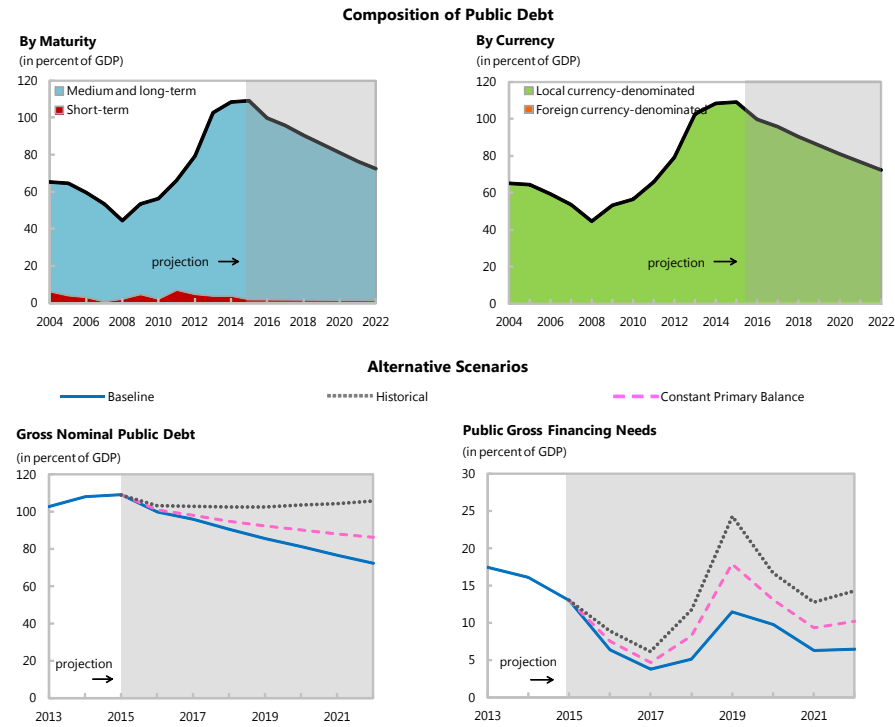 Composition of Public Debt
By Maturity
(in percent of GDP)
120
100
80
60
40
20
0
Medium and long-term
Short-term
projection
2004 2006 2008 2010 2012 2014 2016 2018 2020 2022
By Currency
(in percent of GDP)
120
100
80
60
40
20
0
Local currency-denominated
Foreign currency-denominated
projection
2004 2006 2008 2010 2012 2014 2016 2018 2020 2022
Alternative Scenarios
Baseline Historical Constant Primary Balance
Gross Nominal Public Debt
(in percent of GDP)
120
100
80
60
40
20
0
projection
2013 2015 2017 2019 2021
Public Gross Financing Needs
(in percent of GDP)
30
25
20
15
10
5
0
projection
2013 2015 2017 2019 2021